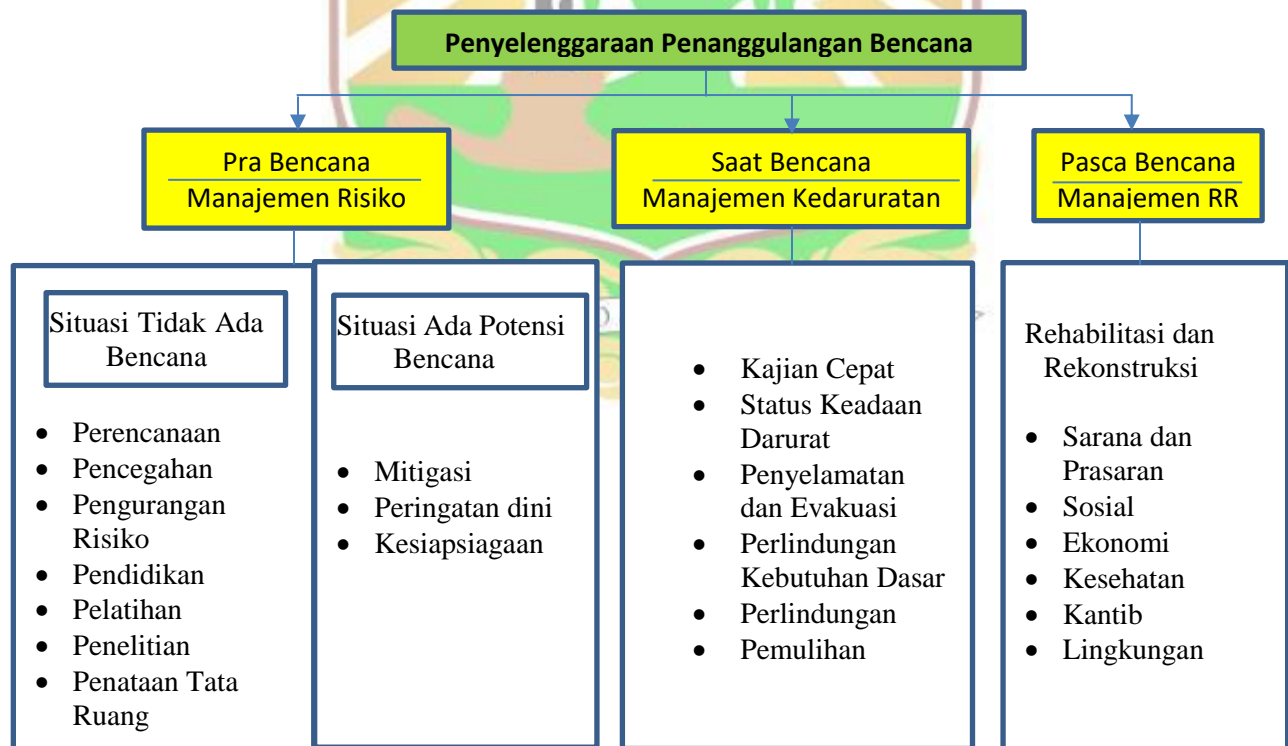 Penyelenggaraan Penanggulangan Bencana
Pra Bencana
Manajemen Risiko
Saat Bencana
Manajemen Kedaruratan
Pasca Bencana
Manajemen RR
Situasi Tidak Ada
Bencana
• Perencanaan
• Pencegahan
• Pengurangan
Risiko
• Pendidikan
• Pelatihan
• Penelitian
• Penataan Tata
Ruang
Situasi Ada Potensi
Bencana
• Mitigasi
• Peringatan dini
• Kesiapsiagaan
• Kajian Cepat
• Status Keadaan
Darurat
• Penyelamatan
dan Evakuasi
• Perlindungan
Kebutuhan Dasar
• Perlindungan
• Pemulihan
Rehabilitasi dan
Rekonstruksi
• Sarana dan
Prasaran
• Sosial
• Ekonomi
• Kesehatan
• Kantib
• Lingkungan